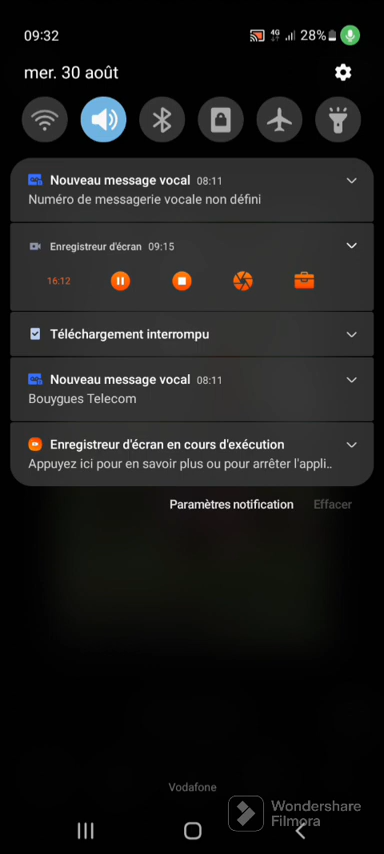 09:32
4G
28%
mer. 30 août
Nouveau message vocal 08:11
Numéro de messagerie vocale non défini
Enregistreur d'écran 09:15
16:12
Téléchargement interrompu
Nouveau message vocal 08:11
Bouygues Telecom
Enregistreur d'écran en cours d'exécution
Appuyez ici pour en savoir plus ou pour arrêter l'appli..
Paramètres notification Effacer
Vodafone
Wondershare
Filmora